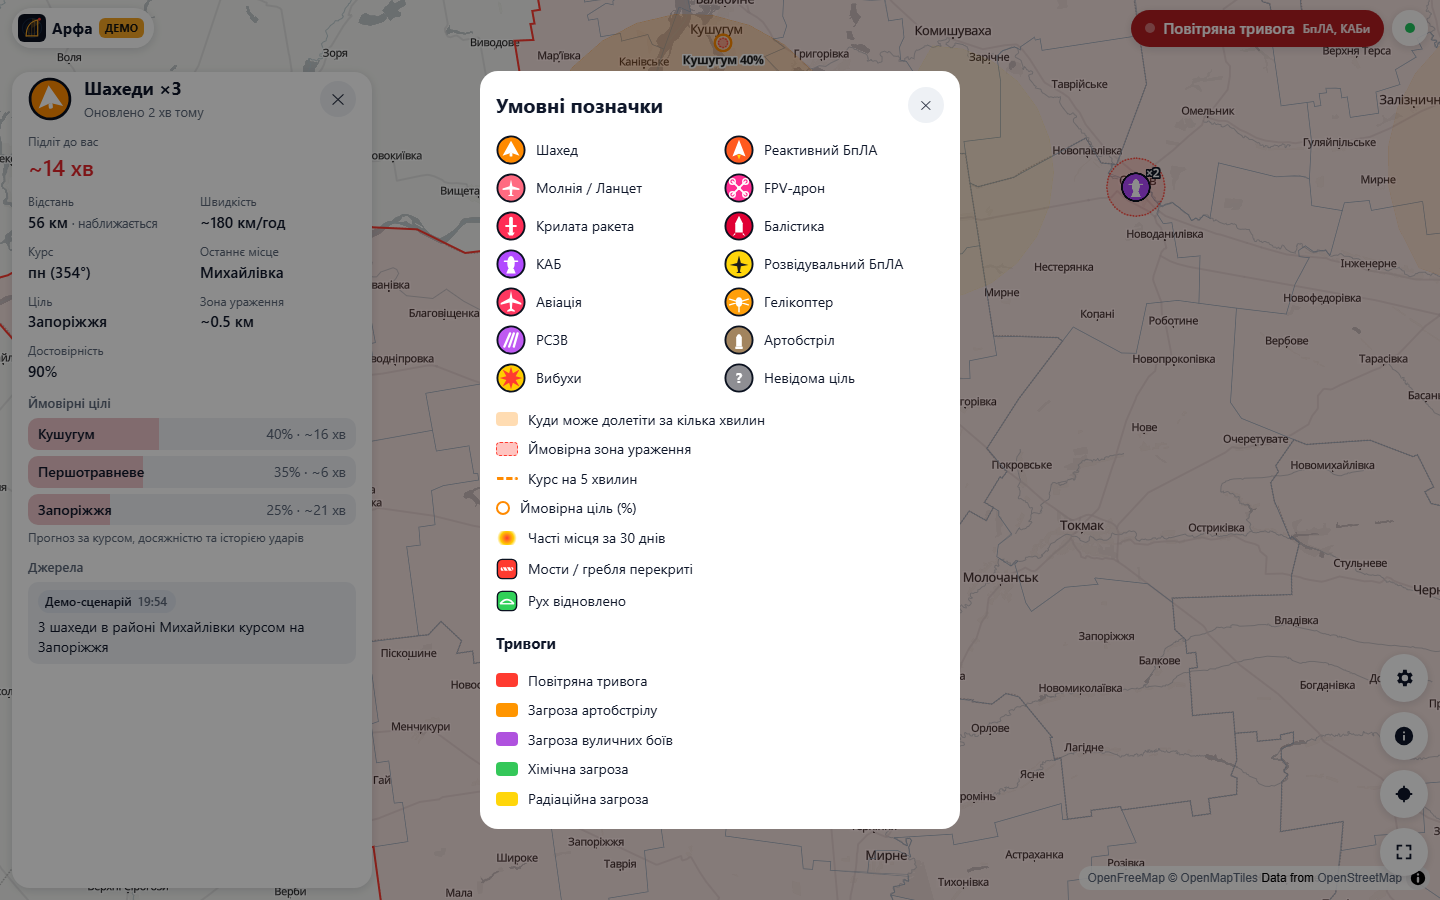 Арфа ДЕМО
Повітряна тривога БпЛА, КАБи
Шахеди ×3
Оновлено 2 хв тому
Підліт до вас
~14 хв
Відстань
56 км · наближається
Швидкість
~180 км/год
Курс
пн (354°)
Останнє місце
Михайлівка
Ціль
Запоріжжя
Зона ураження
~0.5 км
Достовірність
90%
Ймовірні цілі
Кушугум 40% · ~16 хв
Першотравневе 35% · ~6 хв
Запоріжжя 25% · ~21 хв
Прогноз за курсом, досяжністю та історією ударів
Джерела
Демо-сценарій 19:54
3 шахеди в районі Михайлівки курсом на
Запоріжжя
Умовні позначки
Шахед
Реактивний БпЛА
Молнія / Ланцет
FPV-дрон
Крилата ракета
Балістика
КАБ
Розвідувальний БпЛА
Авіація
Гелікоптер
РСЗВ
Артобстріл
Вибухи
?
Невідома ціль
Куди може долетіти за кілька хвилин
Ймовірна зона ураження
Курс на 5 хвилин
Ймовірна ціль (%)
Часті місця за 30 днів
Мости / гребля перекриті
Рух відновлено
Тривоги
Повітряна тривога
Загроза артобстрілу
Загроза вуличних боїв
Хімічна загроза
Радіаційна загроза
Воля
Зоря
Виводове
Мар'ївка
Канівське
Кушугум
Кушугум 40%
Григорівка
Комишуваха
Зарічне
Верхня Терса
Таврійське
Омельник
Гуляйпільське
Новопавлівка
Мирне
x2
Новоданилівка
Нестерянка
Інженерне
Мирне
Копані
Роботине
Новофедорівка
Вербове
Новопрокопівка
Тарасівка
Благовіщенка
Нове
Очеретувате
Покровське
Новомихайлівка
Токмак
Остриківка
Молочанськ
Стульневе
Владівка
Запоріжжя
Балкове
Новомиколаївка
Богданівка
Орлове
Лагідне
Ясне
Піскошине
Менчикури
Гай
Запоріжжя
Широке
Таврія
Мала
Мирне
Астраханка
Розівка
Тихонівка
Верби
OpenFreeMap © OpenMapTiles Data from OpenStreetMap